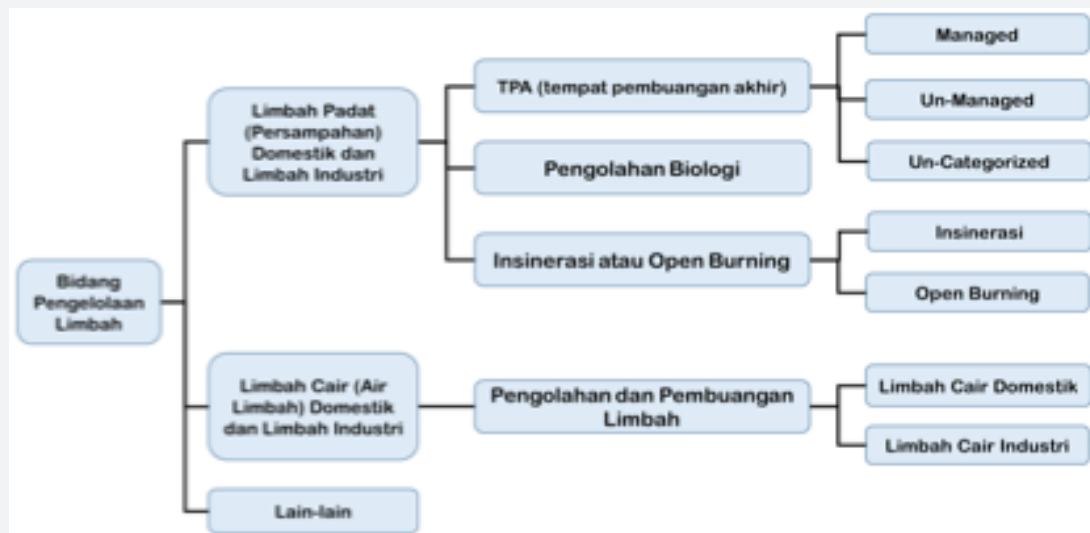 Bidang
Pengelolaan
Limbah
Limbah Padat
(Persampahan)
Domestik dan
Limbah Industri
TPA (tempat pembuangan akhir)
Managed
Un-Managed
Un-Categorized
Pengolahan Biologi
Insinerasi atau Open Burning
Insinerasi
Open Burning
Limbah Cair (Air
Limbah) Domestik
dan Limbah Industri
Pengolahan dan Pembuangan
Limbah
Limbah Cair Domestik
Limbah Cair Industri
Lain-lain